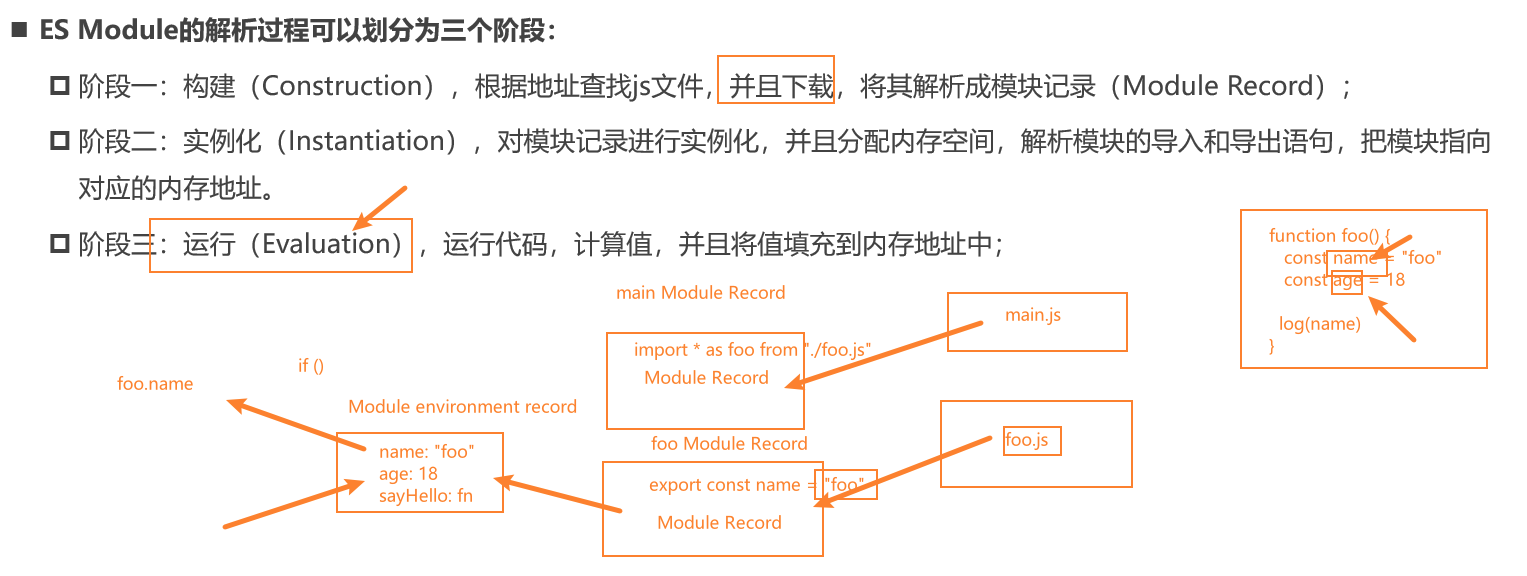 ES Module的解析过程可以划分为三个阶段：
阶段一：构建（Construction），根据地址查找js文件，并且下载，将其解析成模块记录（Module Record）；
阶段二：实例化（Instantiation），对模块记录进行实例化，并且分配内存空间，解析模块的导入和导出语句，把模块指向
对应的内存地址。
阶段三：运行（Evaluation），运行代码，计算值，并且将值填充到内存地址中；
function foo() {
const name = "foo"
const age = 18
log(name)
}
main Module Record
main.js
import * as foo from "./foo.js"
Module Record
if ()
foo.name
Module environment record
name: "foo"
age: 18
sayHello: fn
foo Module Record
foo.js
export const name = "foo"
Module Record